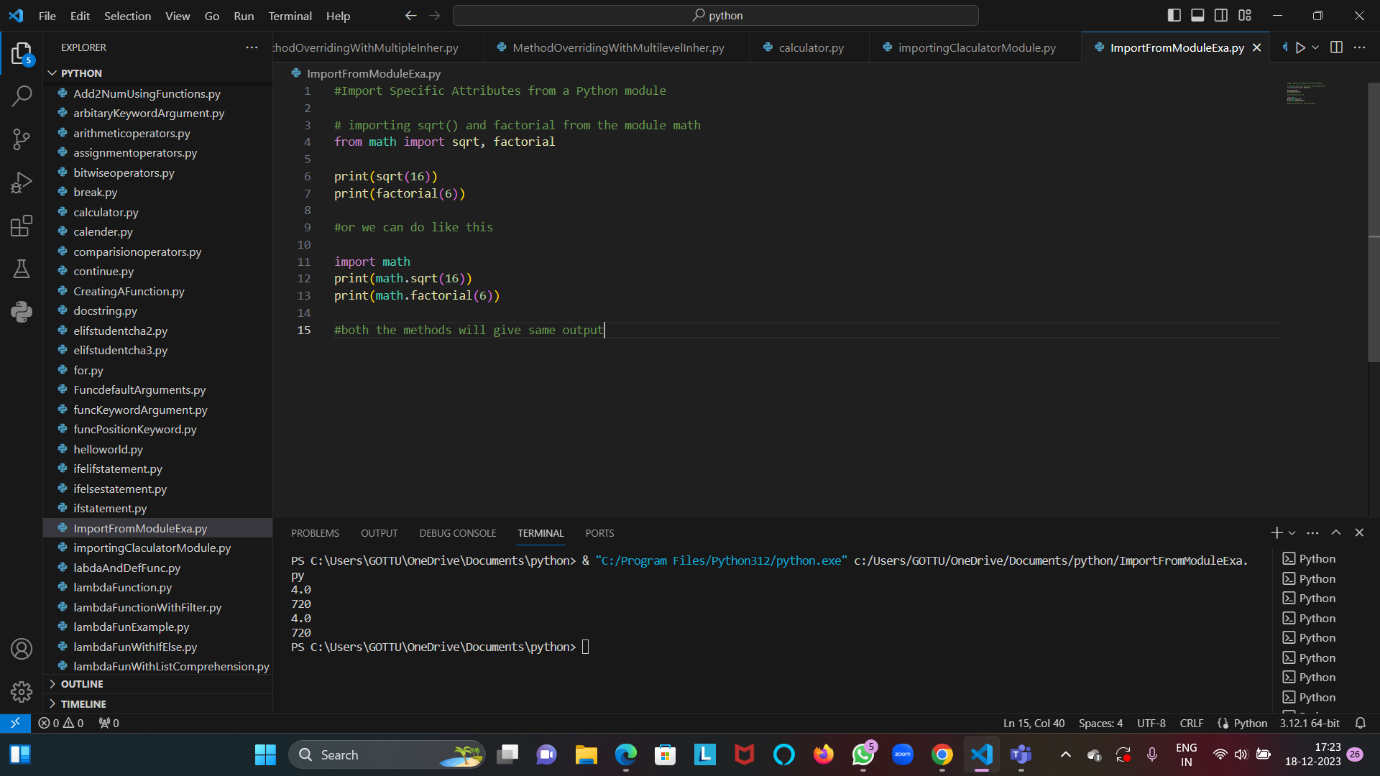 File Edit Selection View Go Run Terminal Help
python
EXPLORER
thodOverridingWithMultipleInher.py
MethodOverridingWithMultilevelInher.py
calculator.py
importingClaculatorModule.py
ImportFromModuleExa.py
PYTHON
Add2NumUsingFunctions.py
arbitaryKeywordArgument.py
arithmeticoperators.py
assignmentoperators.py
bitwiseoperators.py
break.py
calculator.py
calender.py
comparisionoperators.py
continue.py
CreatingAFunction.py
docstring.py
elifstudentcha2.py
elifstudentcha3.py
for.py
FuncdefaultArguments.py
funcKeywordArgument.py
funcPositionKeyword.py
helloworld.py
ifelifstatement.py
ifelsestatement.py
ifstatement.py
ImportFromModuleExa.py
importingClaculatorModule.py
labdaAndDefFunc.py
lambdaFunction.py
lambdaFunctionWithFilter.py
lambdaFunExample.py
lambdaFunWithIfElse.py
lambdaFunWithListComprehension.py
OUTLINE
TIMELINE
5
ImportFromModuleExa.py
1 #Import Specific Attributes from a Python module
2
3 # importing sqrt() and factorial from the module math
4 from math import sqrt, factorial
5
6 print(sqrt(16))
7 print(factorial(6))
8
9 #or we can do like this
10
11 import math
12 print(math.sqrt(16))
13 print(math.factorial(6))
14
15 #both the methods will give same output
PROBLEMS OUTPUT DEBUG CONSOLE TERMINAL PORTS
PS C:\Users\GOTTU\OneDrive\Documents\python> & "C:/Program Files/Python312/python.exe" c:/Users/GOTTU/OneDrive/Documents/python/ImportFromModuleExa.
py
4.0
720
4.0
720
PS C:\Users\GOTTU\OneDrive\Documents\python>
Python
Python
Python
Python
Python
Python
Python
Python
0 0 0
Ln 15, Col 40 Spaces: 4 UTF-8 CRLF Python 3.12.1 64-bit
Search
L
5
zoom
ENG
IN
17:23
18-12-2023
26